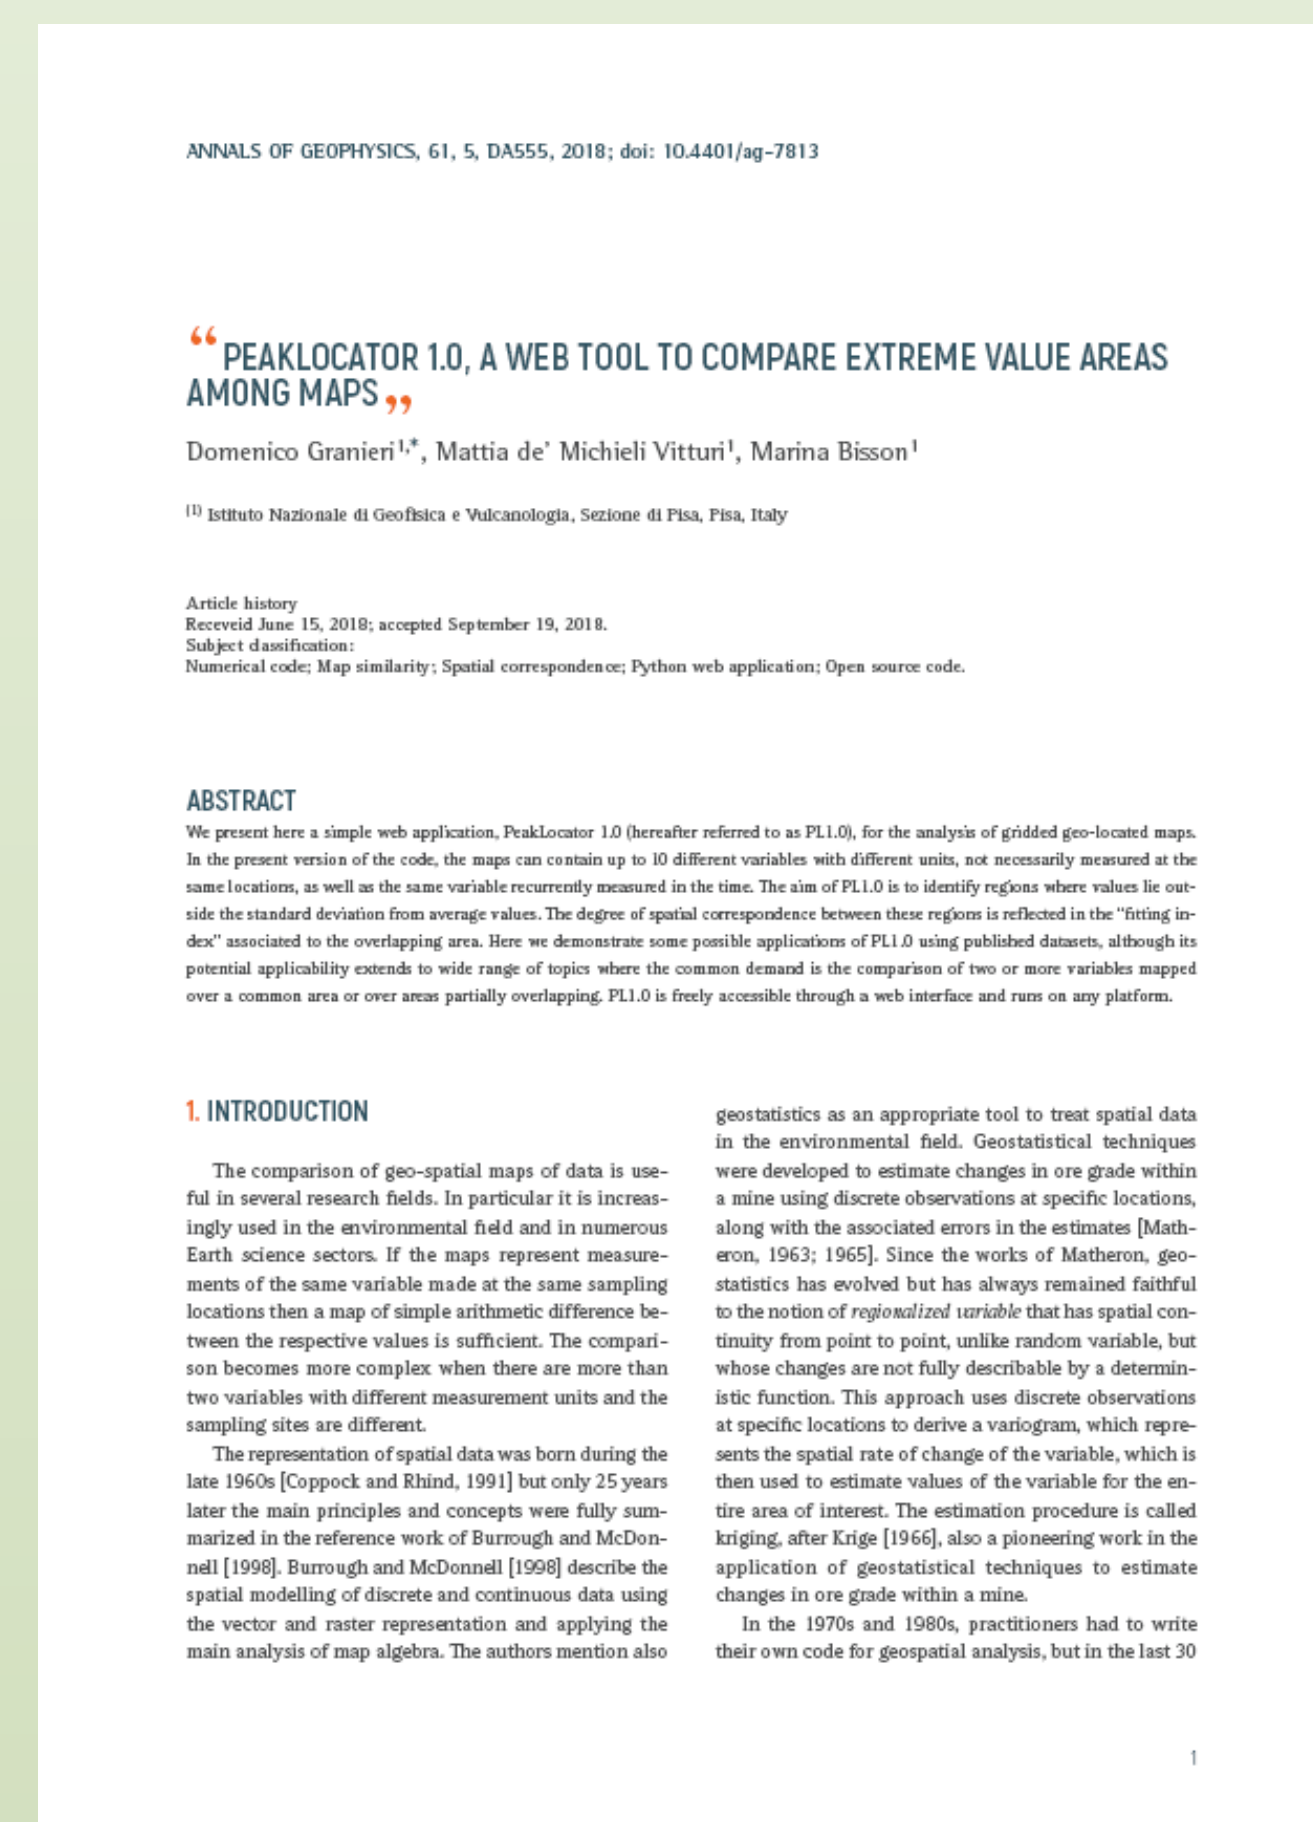 ANNALS OF GEOPHYSICS, 61, 5, DA555, 2018; doi: 10.4401/ag-7813
“ PEAKLOCATOR 1.0, A WEB TOOL TO COMPARE EXTREME VALUE AREAS
AMONG MAPS „
Domenico Granieri1,*, Mattia de’ Michieli Vitturi1, Marina Bisson1
(1) Istituto Nazionale di Geofisica e Vulcanologia, Sezione di Pisa, Pisa, Italy
Article history
Receveid June 15, 2018; accepted September 19, 2018.
Subject classification:
Numerical code; Map similarity; Spatial correspondence; Python web application; Open source code.
ABSTRACT
We present here a simple web application, PeakLocator 1.0 (hereafter referred to as PL1.0), for the analysis of gridded geo-located maps.
In the present version of the code, the maps can contain up to 10 different variables with different units, not necessarily measured at the
same locations, as well as the same variable recurrently measured in the time. The aim of PL1.0 is to identify regions where values lie out-
side the standard deviation from average values. The degree of spatial correspondence between these regions is reflected in the “fitting in-
dex” associated to the overlapping area. Here we demonstrate some possible applications of PL1.0 using published datasets, although its
potential applicability extends to wide range of topics where the common demand is the comparison of two or more variables mapped
over a common area or over areas partially overlapping. PL1.0 is freely accessible through a web interface and runs on any platform.
1. INTRODUCTION
The comparison of geo-spatial maps of data is use-
ful in several research fields. In particular it is increas-
ingly used in the environmental field and in numerous
Earth science sectors. If the maps represent measure-
ments of the same variable made at the same sampling
locations then a map of simple arithmetic difference be-
tween the respective values is sufficient. The compari-
son becomes more complex when there are more than
two variables with different measurement units and the
sampling sites are different.
The representation of spatial data was born during the
late 1960s [Coppock and Rhind, 1991] but only 25 years
later the main principles and concepts were fully sum-
marized in the reference work of Burrough and McDon-
nell [1998]. Burrough and McDonnell [1998] describe the
spatial modelling of discrete and continuous data using
the vector and raster representation and applying the
main analysis of map algebra. The authors mention also
geostatistics as an appropriate tool to treat spatial data
in the environmental field. Geostatistical techniques
were developed to estimate changes in ore grade within
a mine using discrete observations at specific locations,
along with the associated errors in the estimates [Math-
eron, 1963; 1965]. Since the works of Matheron, geo-
statistics has evolved but has always remained faithful
to the notion of regionalized variable that has spatial con-
tinuity from point to point, unlike random variable, but
whose changes are not fully describable by a determin-
istic function. This approach uses discrete observations
at specific locations to derive a variogram, which repre-
sents the spatial rate of change of the variable, which is
then used to estimate values of the variable for the en-
tire area of interest. The estimation procedure is called
kriging, after Krige [1966], also a pioneering work in the
application of geostatistical techniques to estimate
changes in ore grade within a mine.
In the 1970s and 1980s, practitioners had to write
their own code for geospatial analysis, but in the last 30
1